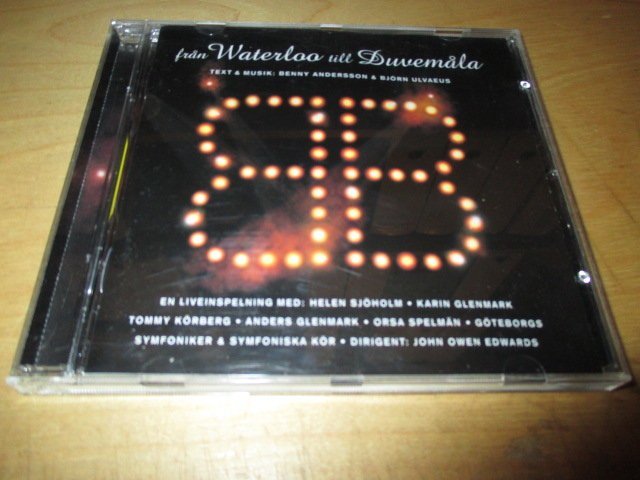 från Waterloo till Duvemåla
TEXT & MUSIK: BENNY ANDERSSON & BJÖRN ULVAEUS
BB
EN LIVEINSPELNING MED: HELEN SJÖHOLM • KARIN GLENMARK
TOMMY KÖRBERG • ANDERS GLENMARK • ORSA SPELMÄN • GÖTEBORGS
SYMFONIKER & SYMFONISKA KÖR • DIRIGENT: JOHN OWEN EDWARDS